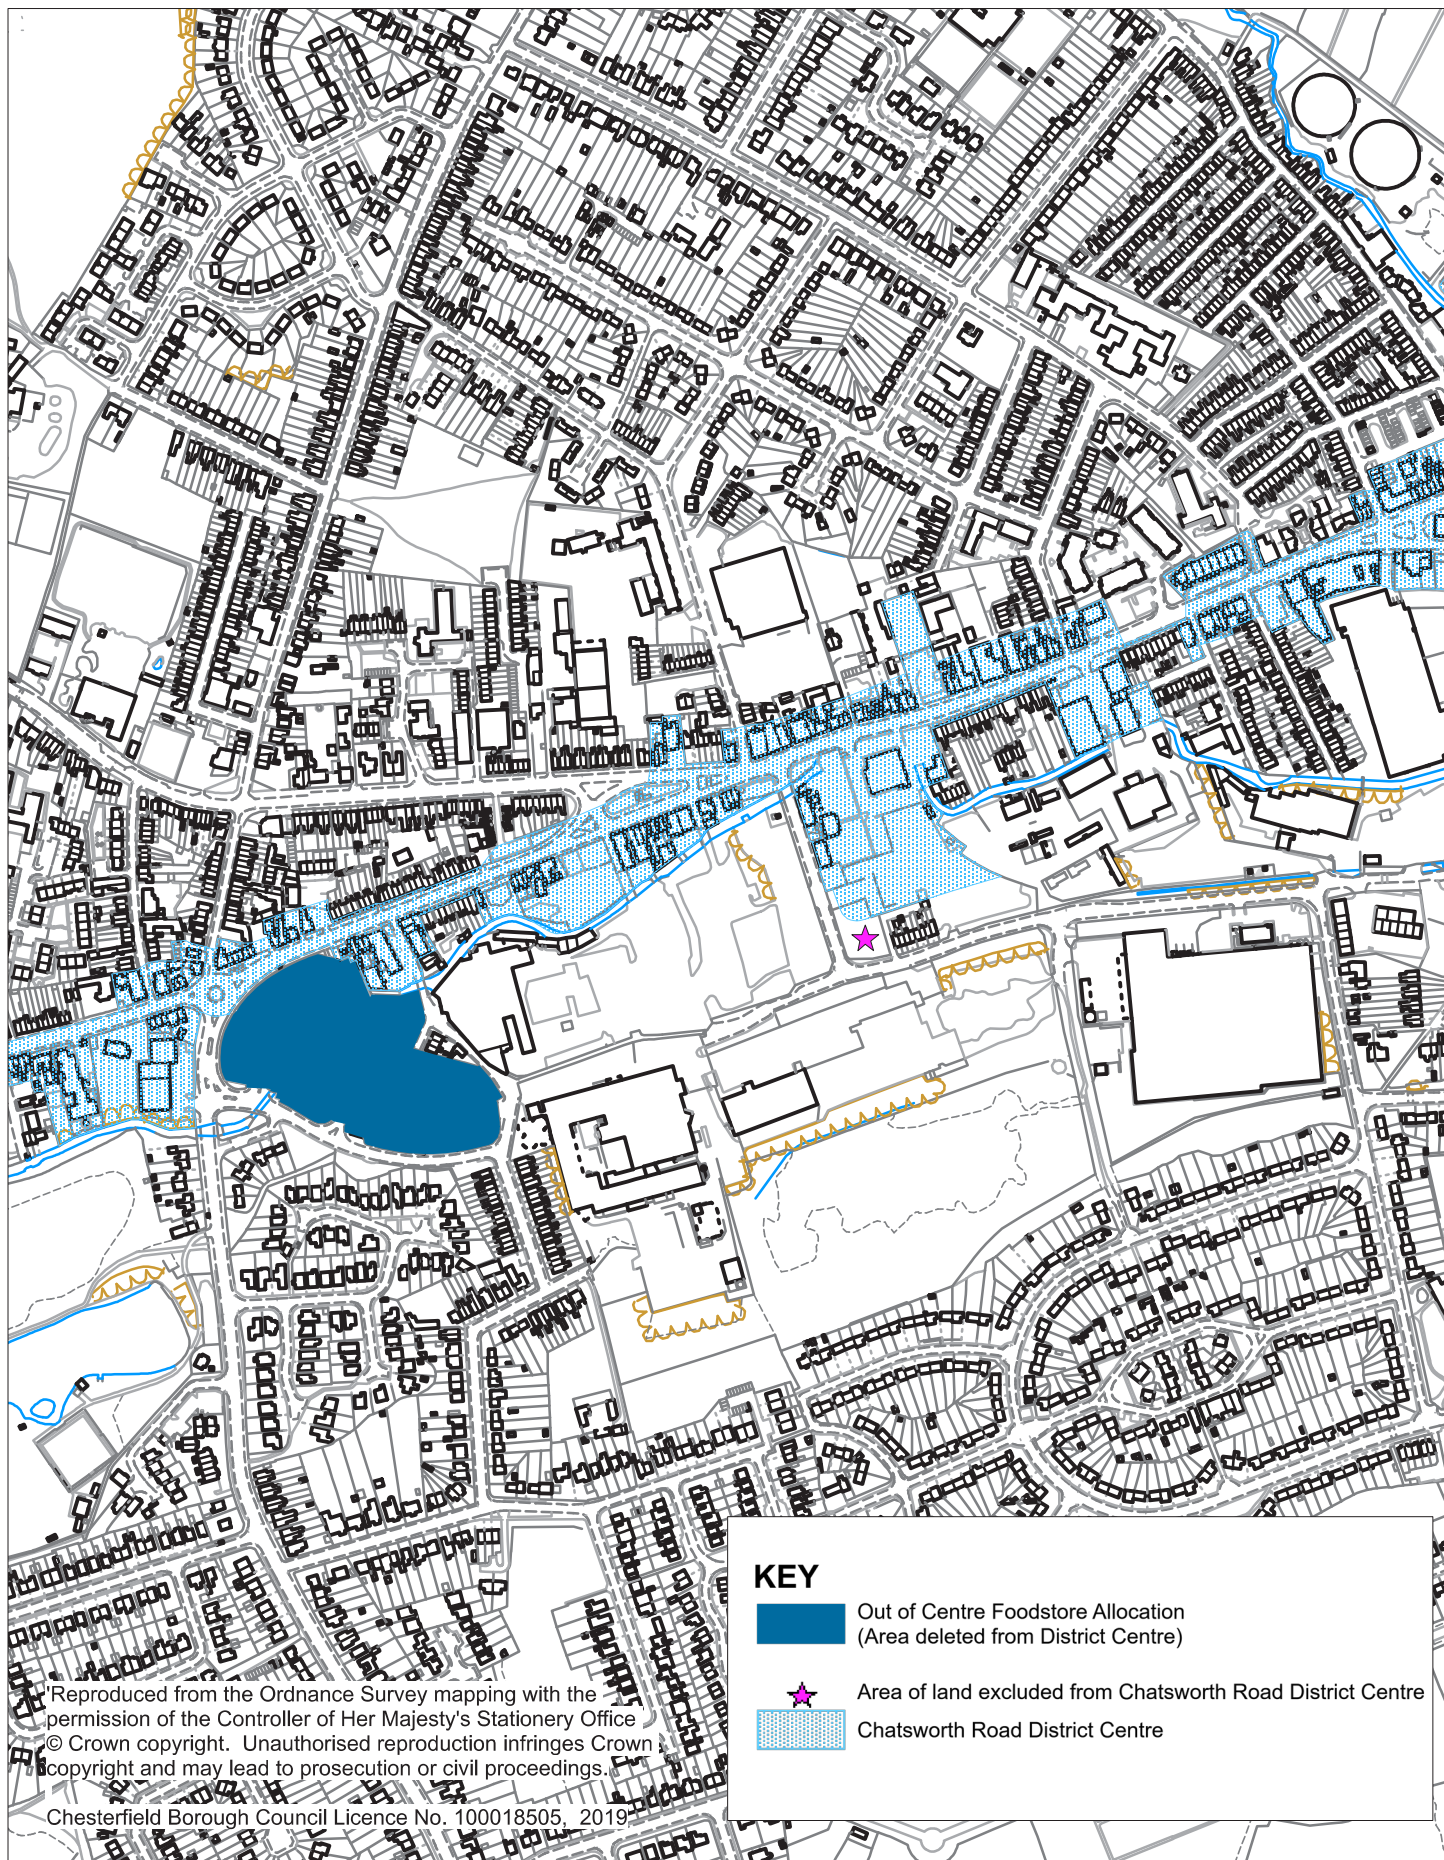 KEY
Out of Centre Foodstore Allocation
(Area deleted from District Centre)
Area of land excluded from Chatsworth Road District Centre
Chatsworth Road District Centre
'Reproduced from the Ordnance Survey mapping with the
permission of the Controller of Her Majesty's Stationery Office
© Crown copyright.  Unauthorised reproduction infringes Crown
copyright and may lead to prosecution or civil proceedings.
Chesterfield Borough Council Licence No. 100018505,  2019